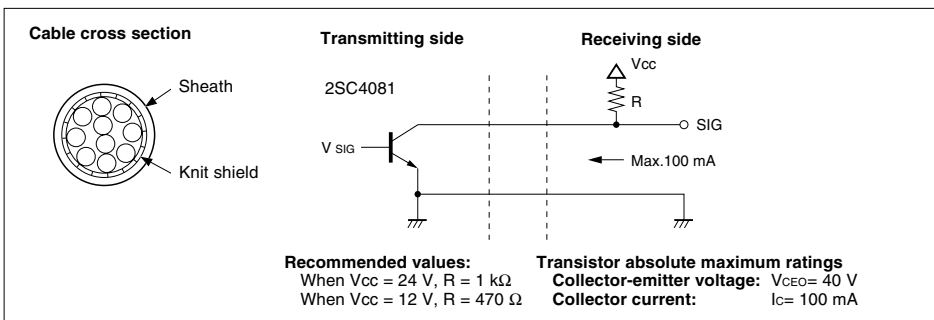 Cable cross section
Sheath
Knit shield
Transmitting side
Receiving side
2SC4081
Vcc
R
SIG
V SIG
Max.100 mA
Recommended values:
When Vcc = 24 V, R = 1 kΩ
When Vcc = 12 V, R = 470 Ω
Transistor absolute maximum ratings
Collector-emitter voltage: VCEO= 40 V
Collector current: IC= 100 mA